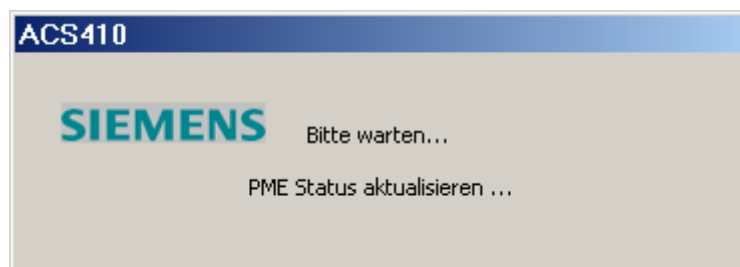 ACS410
SIEMENS Bitte warten...
PME Status aktualisieren ...